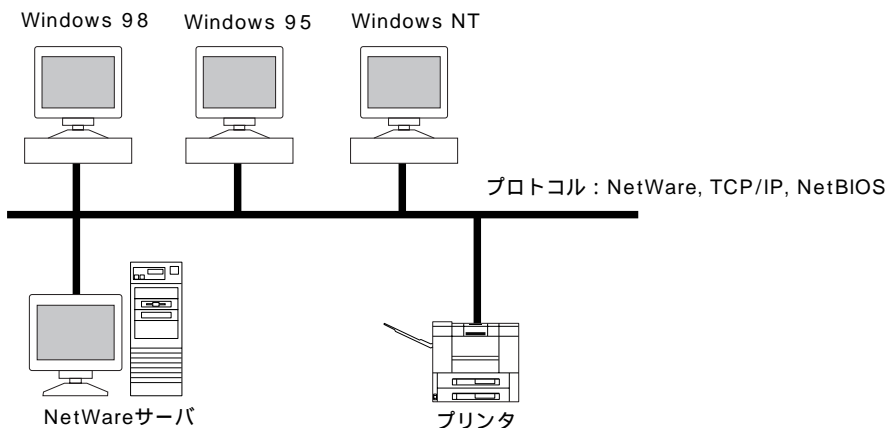 Windows 98
Windows 95
Windows NT
プロトコル：NetWare, TCP/IP, NetBIOS
NetWareサーバ
プリンタ